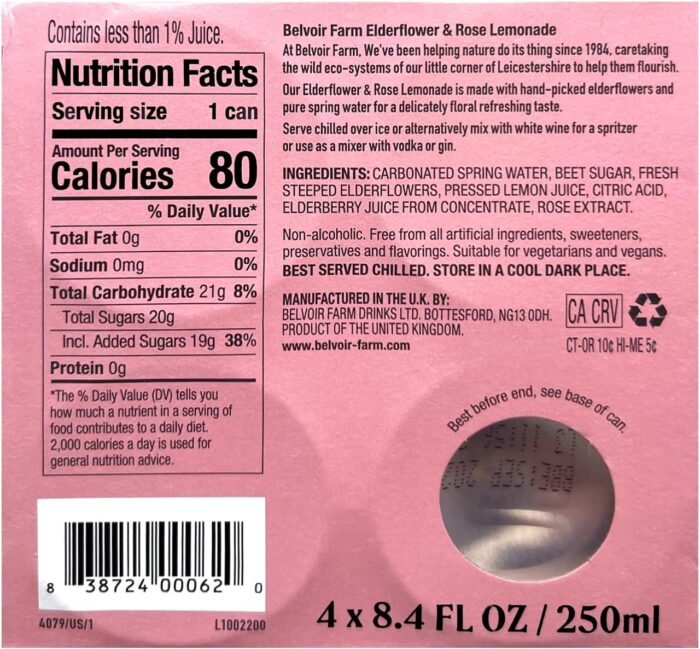 Contains less than 1% Juice.
Nutrition Facts
Serving size 1 can
Amount Per Serving
Calories 80
% Daily Value*
Total Fat 0g 0%
Sodium 0mg 0%
Total Carbohydrate 21g 8%
Total Sugars 20g
Incl. Added Sugars 19g 38%
Protein 0g
*The % Daily Value (DV) tells you
how much a nutrient in a serving of
food contributes to a daily diet.
2,000 calories a day is used for
general nutrition advice.
8 38724 00062 0
4079/US/1 L1002200
Belvoir Farm Elderflower & Rose Lemonade
At Belvoir Farm, We've been helping nature do its thing since 1984, caretaking
the wild eco-systems of our little corner of Leicestershire to help them flourish.
Our Elderflower & Rose Lemonade is made with hand-picked elderflowers and
pure spring water for a delicately floral refreshing taste.
Serve chilled over ice or alternatively mix with white wine for a spritzer
or use as a mixer with vodka or gin.
INGREDIENTS: CARBONATED SPRING WATER, BEET SUGAR, FRESH
STEEPED ELDERFLOWERS, PRESSED LEMON JUICE, CITRIC ACID,
ELDERBERRY JUICE FROM CONCENTRATE, ROSE EXTRACT.
Non-alcoholic. Free from all artificial ingredients, sweeteners,
preservatives and flavorings. Suitable for vegetarians and vegans.
BEST SERVED CHILLED. STORE IN A COOL DARK PLACE.
MANUFACTURED IN THE U.K. BY:
BELVOIR FARM DRINKS LTD. BOTTESFORD, NG13 0DH.
PRODUCT OF THE UNITED KINGDOM.
www.belvoir-farm.com
CA CRV
CT-OR 10¢ HI-ME 5¢
Best before end, see base of can.
4 x 8.4 FL OZ / 250ml